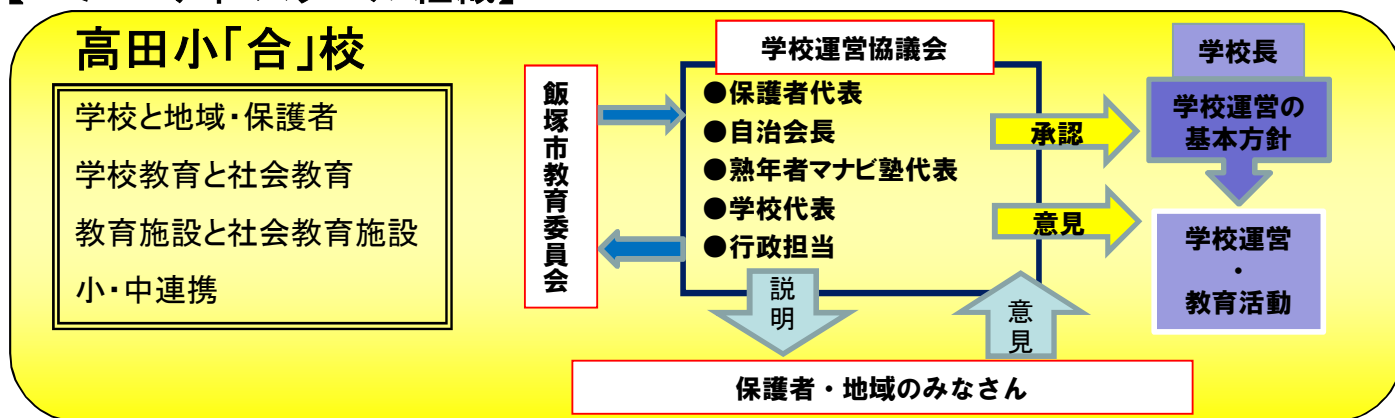 高田小「合」校
学校と地域・保護者
学校教育と社会教育
教育施設と社会教育施設
小・中連携
飯塚市教育委員会
学校運営協議会
●保護者代表
●自治会長
●熟年者マナビ塾代表
●学校代表
●行政担当
承認
意見
学校長
学校運営の
基本方針
学校運営
・
教育活動
説明
意見
保護者・地域のみなさん